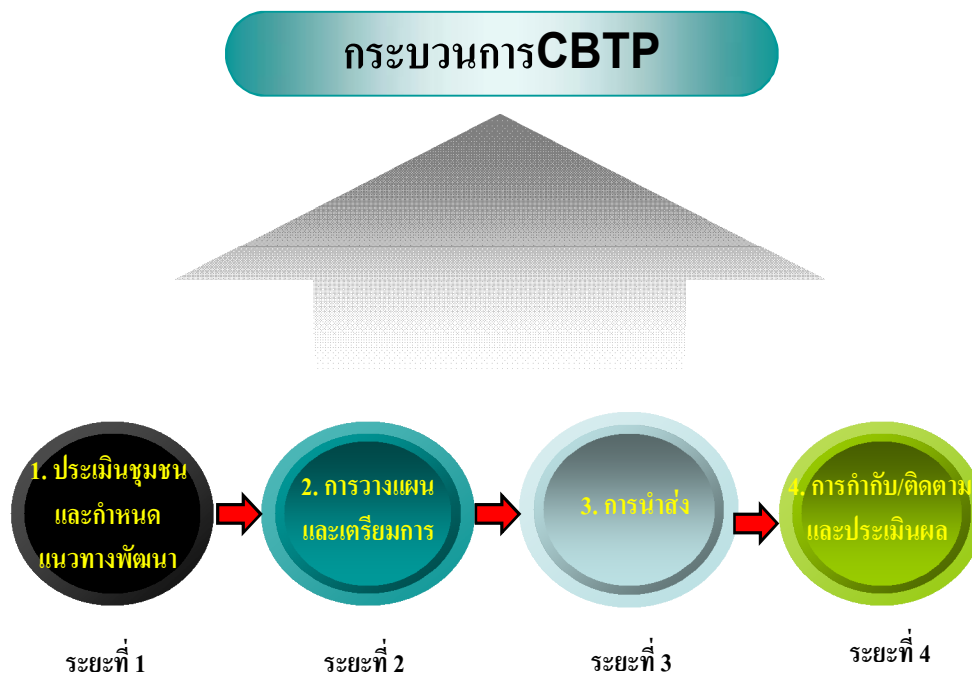 กระบวนการCBTP
1. ประเมินชุมชน
และกำหนด
แนวทางพัฒนา
2. การวางแผน
และเตรียมการ
3. การนำส่ง
4. การกำกับ/ติดตาม
และประเมินผล
ระยะที่ 1
ระยะที่ 2
ระยะที่ 3
ระยะที่ 4